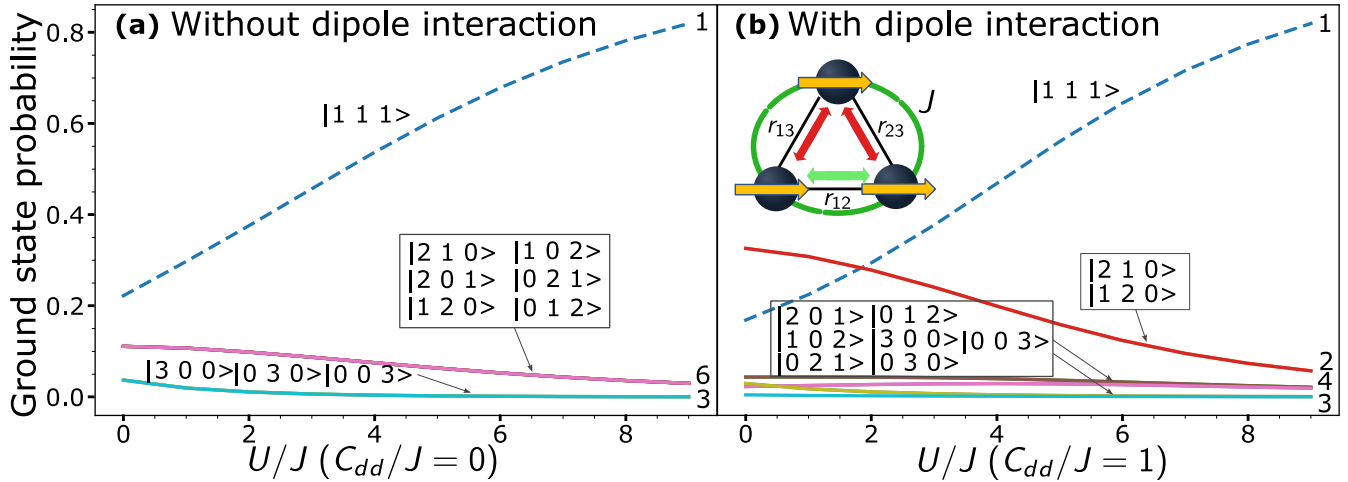 (a) Without dipole interaction
Ground state probability
0.8
0.6
0.4
0.2
0.0
1
|1 1 1>
|2 1 0> |1 0 2>
|2 0 1> |0 2 1>
|1 2 0> |0 1 2>
|3 0 0> |0 3 0> |0 0 3>
6
3
0 2 4 6 8
U/J (C_dd/J = 0)
(b) With dipole interaction
1
|1 1 1>
J
r_13
r_23
r_12
|2 1 0>
|1 2 0>
|2 0 1> |0 1 2>
|1 0 2> |3 0 0> |0 0 3>
|0 2 1> |0 3 0>
2
4
3
0 2 4 6 8
U/J (C_dd/J = 1)